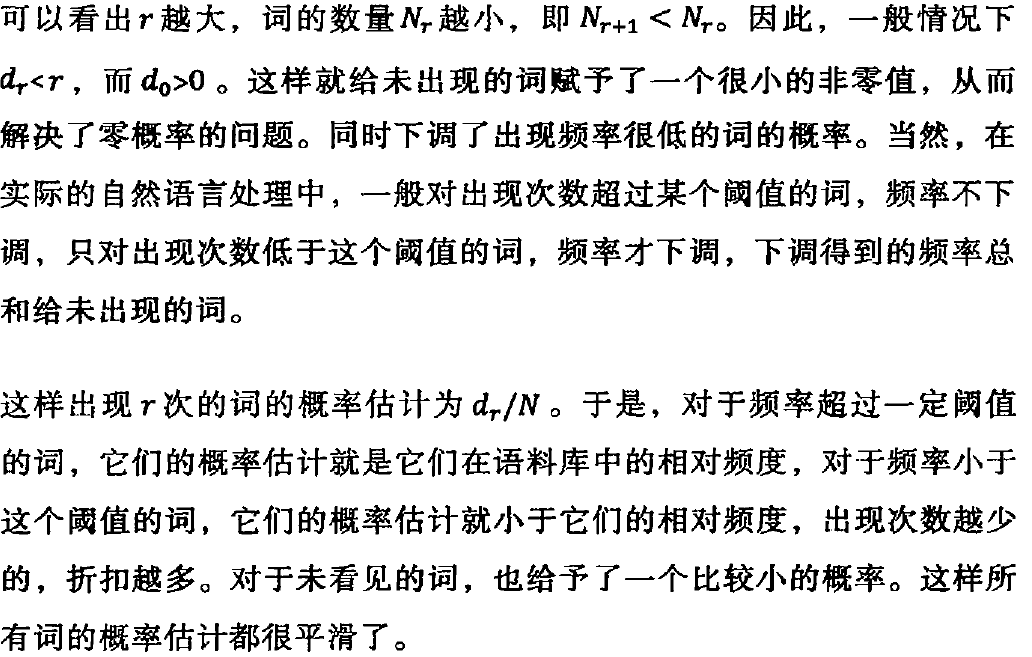 可以看出 r 越大，词的数量 Nᵣ 越小，即 Nᵣ₊₁ < Nᵣ。因此，一般情况下
dᵣ<r，而 d₀>0 。这样就给未出现的词赋予了一个很小的非零值，从而
解决了零概率的问题。同时下调了出现频率很低的词的概率。当然，在
实际的自然语言处理中，一般对出现次数超过某个阈值的词，频率不下
调，只对出现次数低于这个阈值的词，频率才下调，下调得到的频率总
和给未出现的词。
这样出现 r 次的词的概率估计为 dᵣ/N 。于是，对于频率超过一定阈值
的词，它们的概率估计就是它们在语料库中的相对频度，对于频率小于
这个阈值的词，它们的概率估计就小于它们的相对频度，出现次数越少
的，折扣越多。对于未看见的词，也给予了一个比较小的概率。这样所
有词的概率估计都很平滑了。